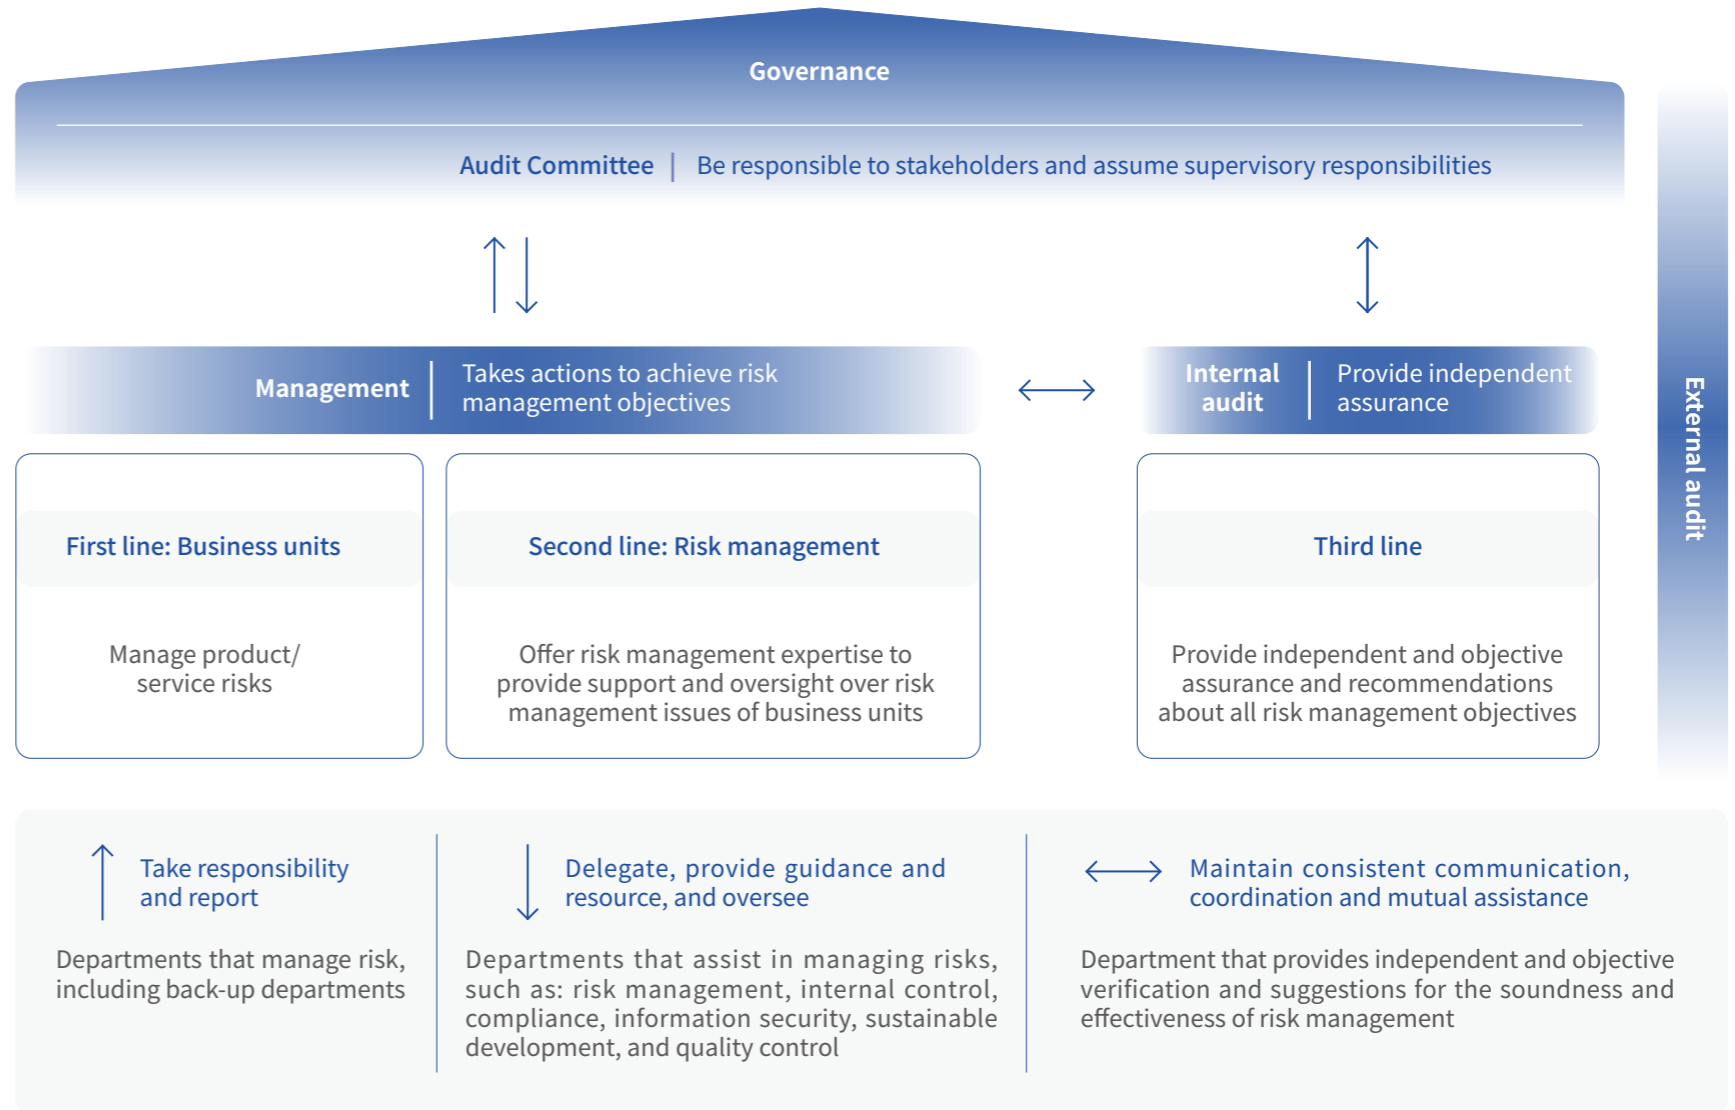 Governance
Audit Committee | Be responsible to stakeholders and assume supervisory responsibilities
Management
Takes actions to achieve risk
management objectives
Internal
audit
Provide independent
assurance
External audit
First line: Business units
Manage product/
service risks
Second line: Risk management
Offer risk management expertise to
provide support and oversight over risk
management issues of business units
Third line
Provide independent and objective
assurance and recommendations
about all risk management objectives
Take responsibility
and report
Departments that manage risk,
including back-up departments
Delegate, provide guidance and
resource, and oversee
Departments that assist in managing risks,
such as: risk management, internal control,
compliance, information security, sustainable
development, and quality control
Maintain consistent communication,
coordination and mutual assistance
Department that provides independent and objective
verification and suggestions for the soundness and
effectiveness of risk management